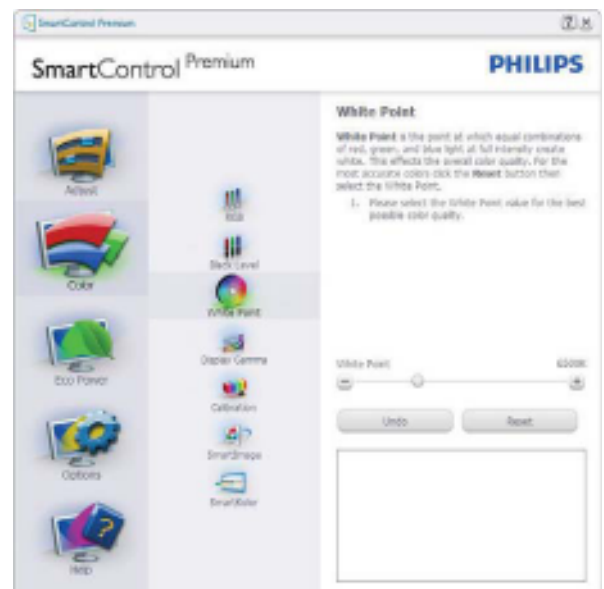 SmartControl Premium
SmartControl Premium
PHILIPS
Adjust
Color
Eco Power
Options
Help
RGB
Black Level
White Point
Display Gamma
Calibration
SmartImage
SmartKolor
White Point
White Point is the point at which equal combinations
of red, green, and blue light at full intensity create
white. This effects the overall color quality. For the
most accurate colors click the Reset button then
select the White Point.
1. Please select the White Point value for the best
possible color quality.
White Point
6500K
Undo
Reset